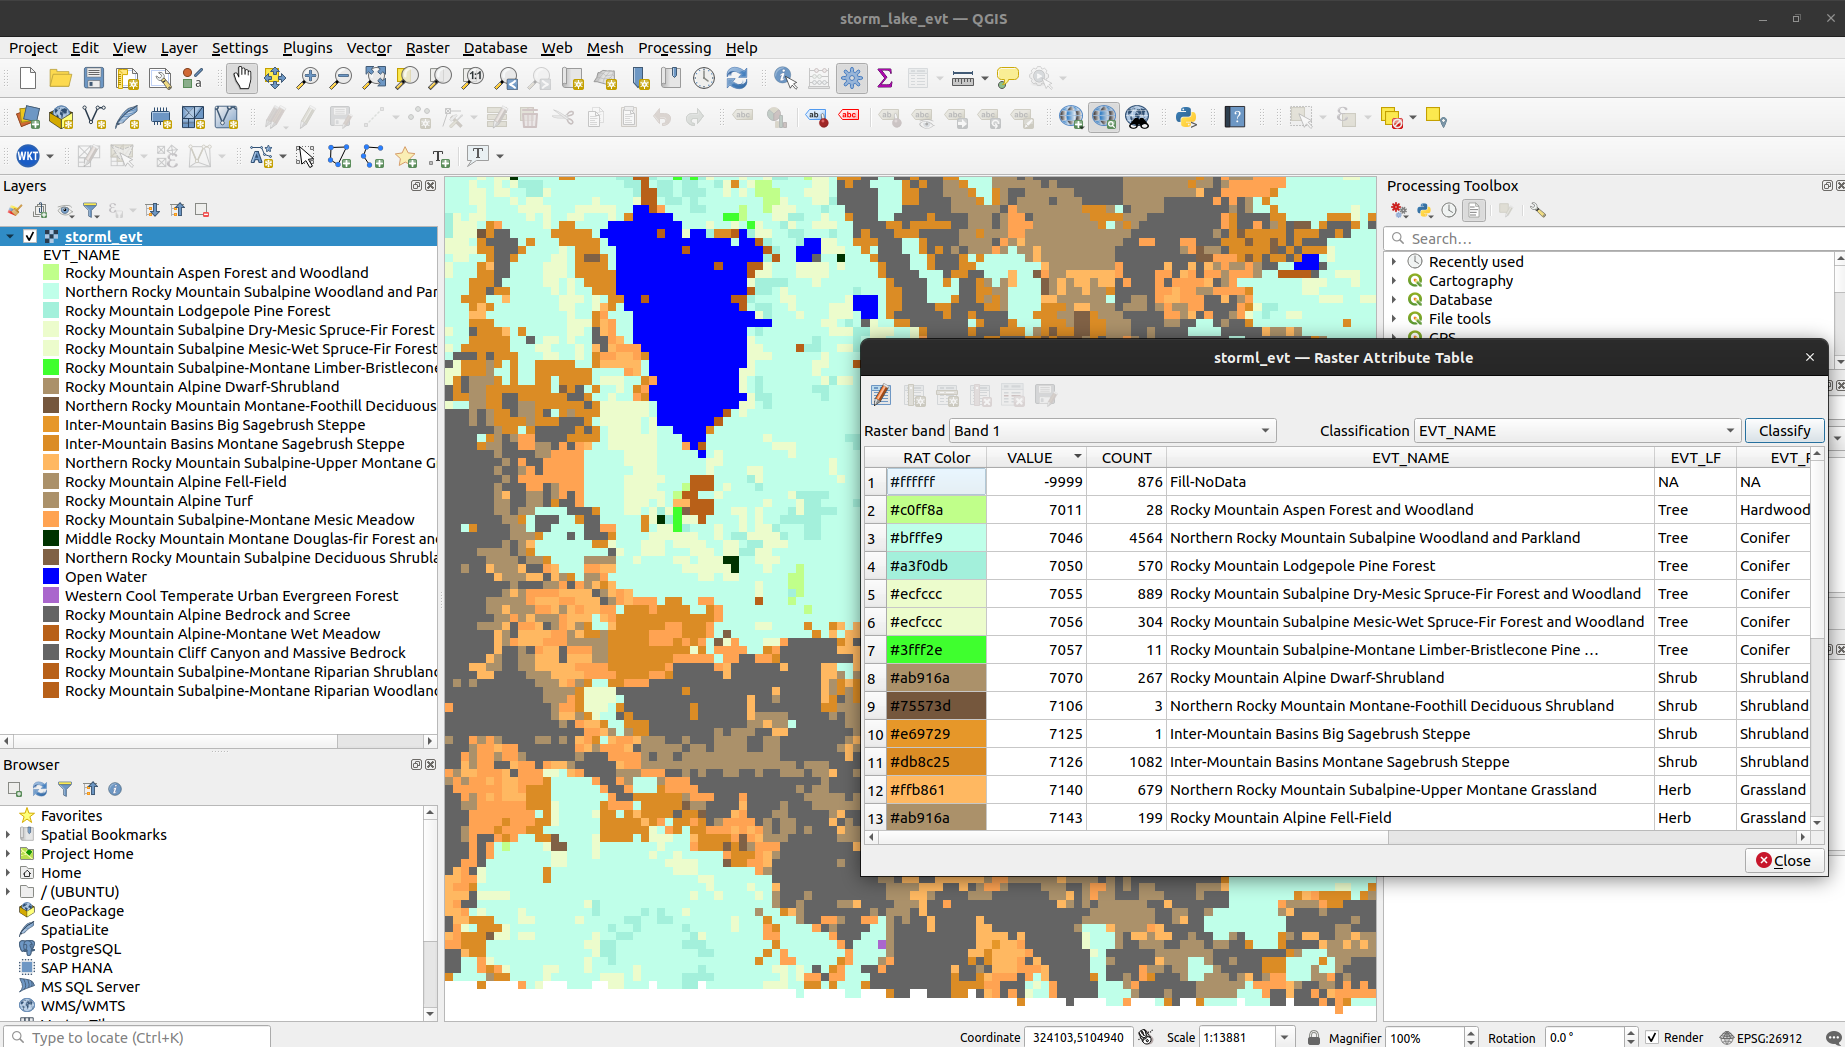 storm_lake_evt — QGIS
Project Edit View Layer Settings Plugins Vector Raster Database Web Mesh Processing Help
Layers
storml_evt
EVT_NAME
Rocky Mountain Aspen Forest and Woodland
Northern Rocky Mountain Subalpine Woodland and Par
Rocky Mountain Lodgepole Pine Forest
Rocky Mountain Subalpine Dry-Mesic Spruce-Fir Forest
Rocky Mountain Subalpine Mesic-Wet Spruce-Fir Forest
Rocky Mountain Subalpine-Montane Limber-Bristlecone
Rocky Mountain Alpine Dwarf-Shrubland
Northern Rocky Mountain Montane-Foothill Deciduous
Inter-Mountain Basins Big Sagebrush Steppe
Inter-Mountain Basins Montane Sagebrush Steppe
Northern Rocky Mountain Subalpine-Upper Montane G
Rocky Mountain Alpine Fell-Field
Rocky Mountain Alpine Turf
Rocky Mountain Subalpine-Montane Mesic Meadow
Middle Rocky Mountain Montane Douglas-fir Forest an
Northern Rocky Mountain Subalpine Deciduous Shrubla
Open Water
Western Cool Temperate Urban Evergreen Forest
Rocky Mountain Alpine Bedrock and Scree
Rocky Mountain Alpine-Montane Wet Meadow
Rocky Mountain Cliff Canyon and Massive Bedrock
Rocky Mountain Subalpine-Montane Riparian Shrublan
Rocky Mountain Subalpine-Montane Riparian Woodlan
Browser
Favorites
Spatial Bookmarks
Project Home
Home
/ (UBUNTU)
GeoPackage
SpatiaLite
PostgreSQL
SAP HANA
MS SQL Server
WMS/WMTS
Processing Toolbox
Search…
Recently used
Cartography
Database
File tools
GPS
storml_evt — Raster Attribute Table
Raster band Band 1 Classification EVT_NAME Classify
RAT Color VALUE COUNT EVT_NAME EVT_LF EVT_P
1 #ffffff -9999 876 Fill-NoData NA NA
2 #c0ff8a 7011 28 Rocky Mountain Aspen Forest and Woodland Tree Hardwood
3 #bfffe9 7046 4564 Northern Rocky Mountain Subalpine Woodland and Parkland Tree Conifer
4 #a3f0db 7050 570 Rocky Mountain Lodgepole Pine Forest Tree Conifer
5 #ecfccc 7055 889 Rocky Mountain Subalpine Dry-Mesic Spruce-Fir Forest and Woodland Tree Conifer
6 #ecfccc 7056 304 Rocky Mountain Subalpine Mesic-Wet Spruce-Fir Forest and Woodland Tree Conifer
7 #3fff2e 7057 11 Rocky Mountain Subalpine-Montane Limber-Bristlecone Pine … Tree Conifer
8 #ab916a 7070 267 Rocky Mountain Alpine Dwarf-Shrubland Shrub Shrubland
9 #75573d 7106 3 Northern Rocky Mountain Montane-Foothill Deciduous Shrubland Shrub Shrubland
10 #e69729 7125 1 Inter-Mountain Basins Big Sagebrush Steppe Shrub Shrubland
11 #db8c25 7126 1082 Inter-Mountain Basins Montane Sagebrush Steppe Shrub Shrubland
12 #ffb861 7140 679 Northern Rocky Mountain Subalpine-Upper Montane Grassland Herb Grassland
13 #ab916a 7143 199 Rocky Mountain Alpine Fell-Field Herb Grassland
Close
Type to locate (Ctrl+K) Coordinate 324103,5104940 Scale 1:13881 Magnifier 100% Rotation 0.0 ° Render EPSG:26912